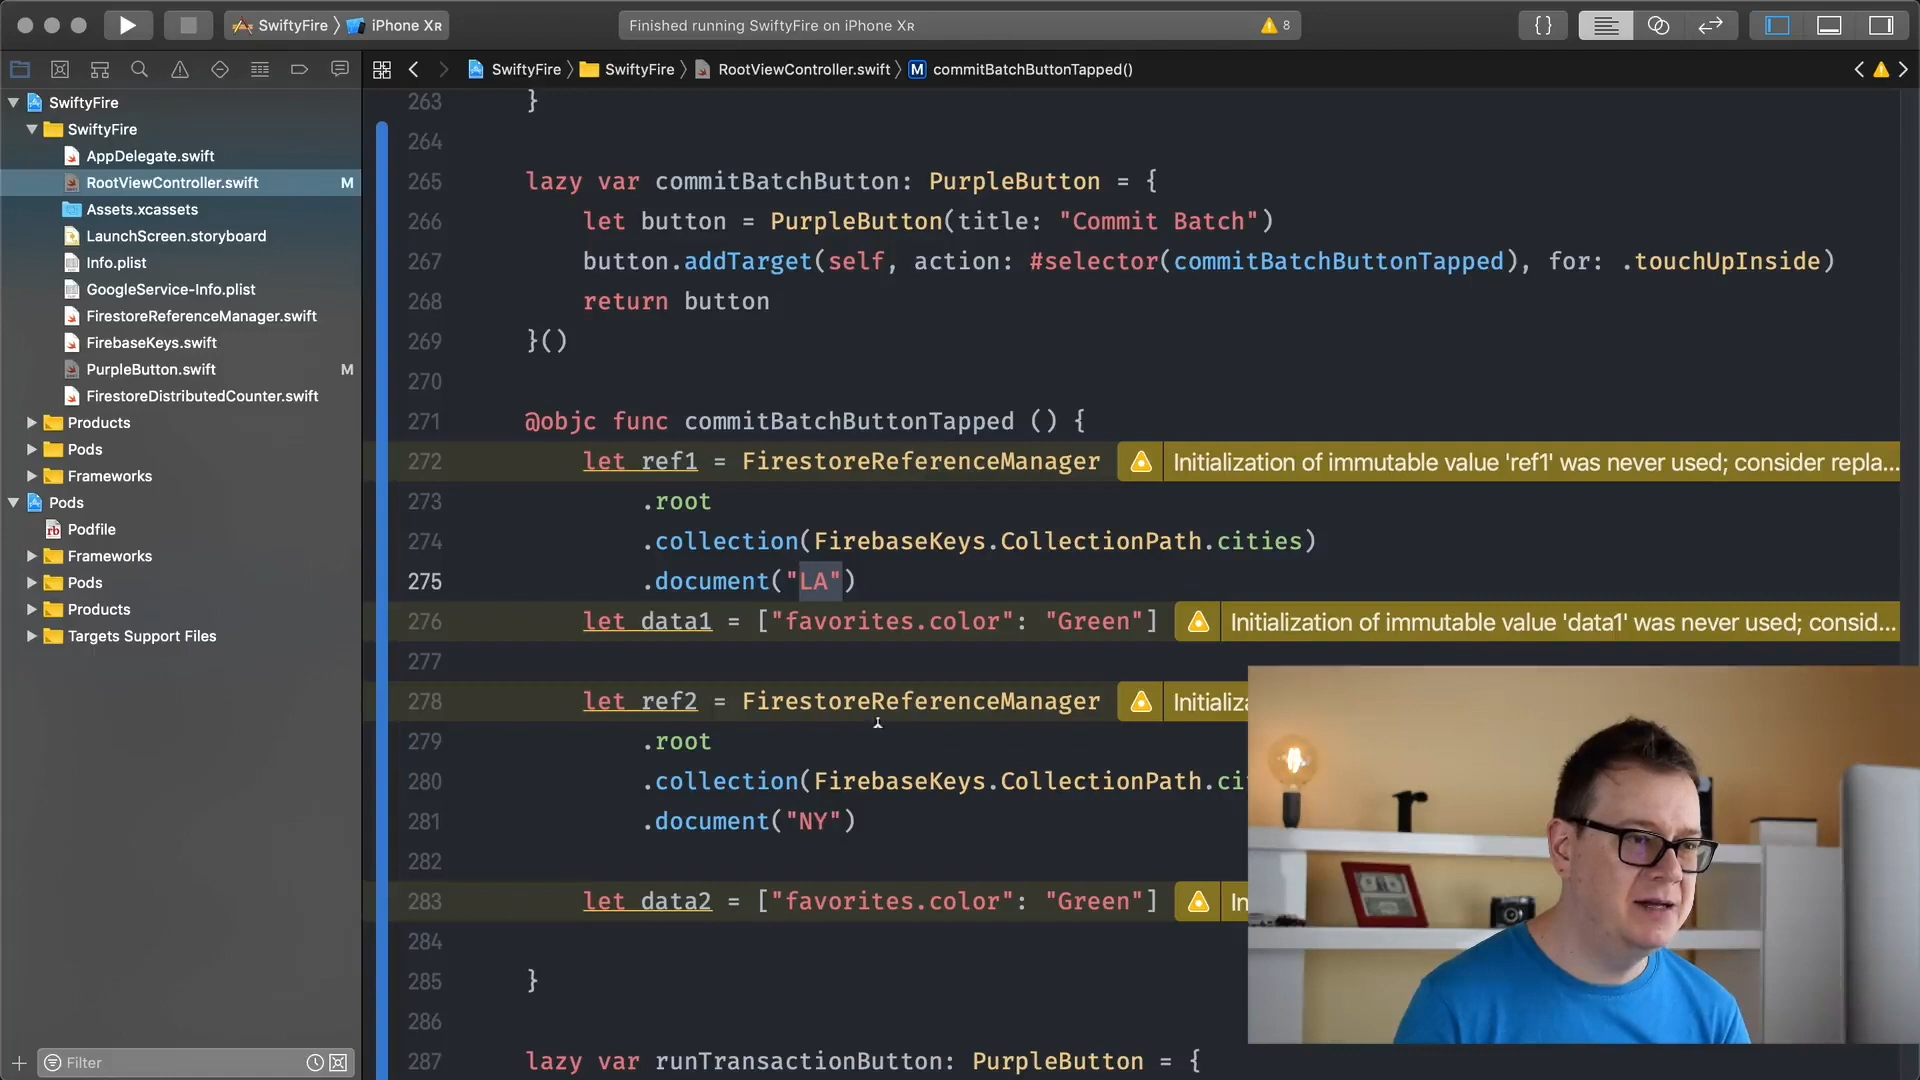 SwiftyFire
iPhone XR
Finished running SwiftyFire on iPhone XR
8
{}
SwiftyFire
SwiftyFire
RootViewController.swift
M
commitBatchButtonTapped()
SwiftyFire
SwiftyFire
AppDelegate.swift
RootViewController.swift M
Assets.xcassets
LaunchScreen.storyboard
Info.plist
GoogleService-Info.plist
FirestoreReferenceManager.swift
FirebaseKeys.swift
PurpleButton.swift M
FirestoreDistributedCounter.swift
Products
Pods
Frameworks
Pods
rb Podfile
Frameworks
Pods
Products
Targets Support Files
Filter
263 }
264
265 lazy var commitBatchButton: PurpleButton = {
266 let button = PurpleButton(title: "Commit Batch")
267 button.addTarget(self, action: #selector(commitBatchButtonTapped), for: .touchUpInside)
268 return button
269 }()
270
271 @objc func commitBatchButtonTapped () {
272 let ref1 = FirestoreReferenceManager Initialization of immutable value 'ref1' was never used; consider repla...
273 .root
274 .collection(FirebaseKeys.CollectionPath.cities)
275 .document("LA")
276 let data1 = ["favorites.color": "Green"] Initialization of immutable value 'data1' was never used; consid...
277
278 let ref2 = FirestoreReferenceManager Initializa
279 .root
280 .collection(FirebaseKeys.CollectionPath.ci
281 .document("NY")
282
283 let data2 = ["favorites.color": "Green"] In
284
285 }
286
287 lazy var runTransactionButton: PurpleButton = {